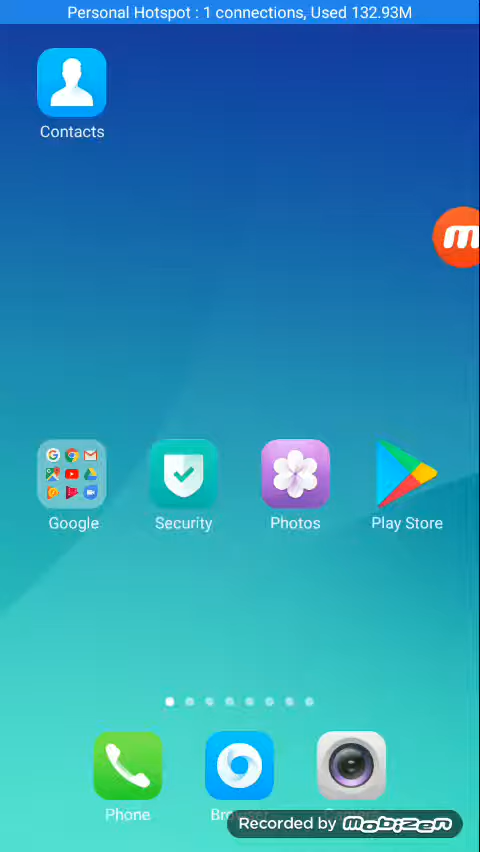 Personal Hotspot : 1 connections, Used 132.93M
Contacts
Google
Security
Photos
Play Store
Phone
Recorded by mobizen